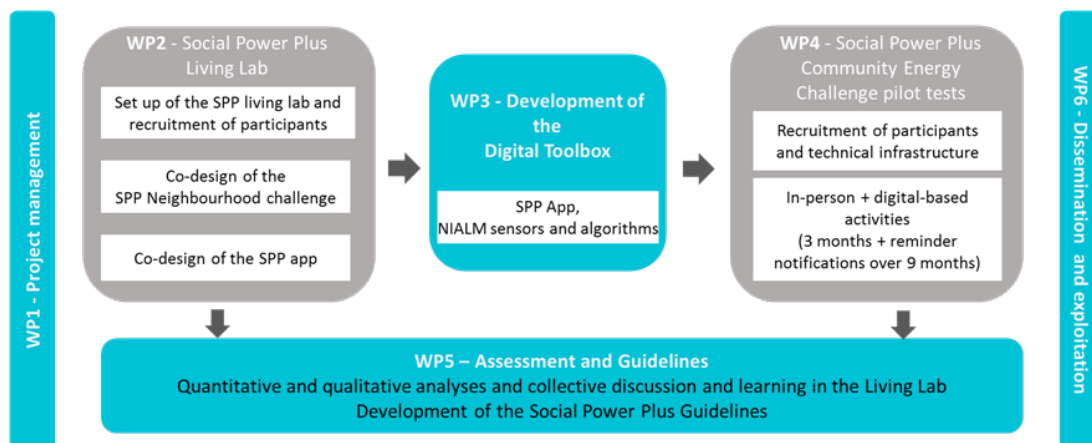 WP1 - Project management
WP2 - Social Power Plus
Living Lab
Set up of the SPP living lab and
recruitment of participants
Co-design of the
SPP Neighbourhood challenge
Co-design of the SPP app
WP3 - Development of
the
Digital Toolbox
SPP App,
NIALM sensors and algorithms
WP4 - Social Power Plus
Community Energy
Challenge pilot tests
Recruitment of participants
and technical infrastructure
In-person + digital-based
activities
(3 months + reminder
notifications over 9 months)
WP5 – Assessment and Guidelines
Quantitative and qualitative analyses and collective discussion and learning in the Living Lab
Development of the Social Power Plus Guidelines
WP6 - Dissemination and exploitation